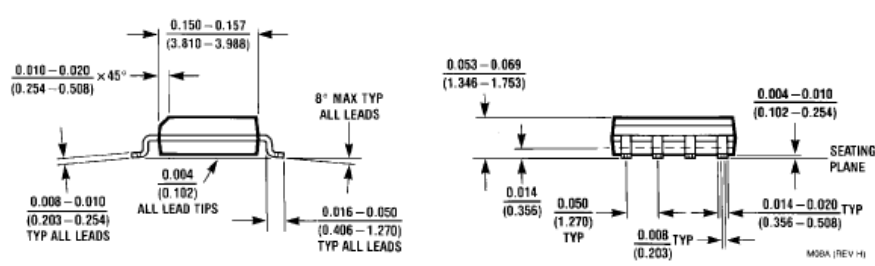 0.150 – 0.157
(3.810 – 3.988)
0.010 – 0.020
(0.254 – 0.508)
×45°
8° MAX TYP
ALL LEADS
0.004
(0.102)
ALL LEAD TIPS
0.008 – 0.010
(0.203 – 0.254)
TYP ALL LEADS
0.016 – 0.050
(0.406 – 1.270)
TYP ALL LEADS
0.053 – 0.069
(1.346 – 1.753)
0.004 – 0.010
(0.102 – 0.254)
SEATING
PLANE
0.014
(0.356)
0.050
(1.270)
TYP
0.008
(0.203)
TYP
0.014 – 0.020
(0.356 – 0.508)
TYP
M08A (REV H)